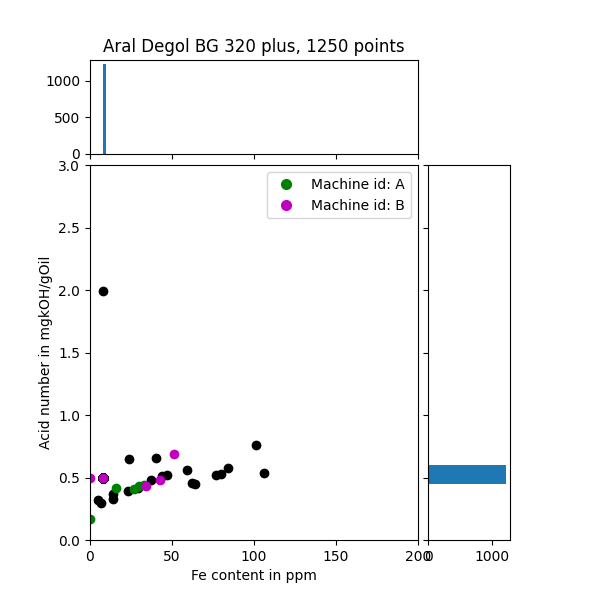 Aral Degol BG 320 plus, 1250 points
1000
500
0
3.0
2.5
2.0
1.5
1.0
0.5
0.0
Acid number in mgkOH/gOil
Machine id: A
Machine id: B
0 50 100 150 200
0 1000
Fe content in ppm